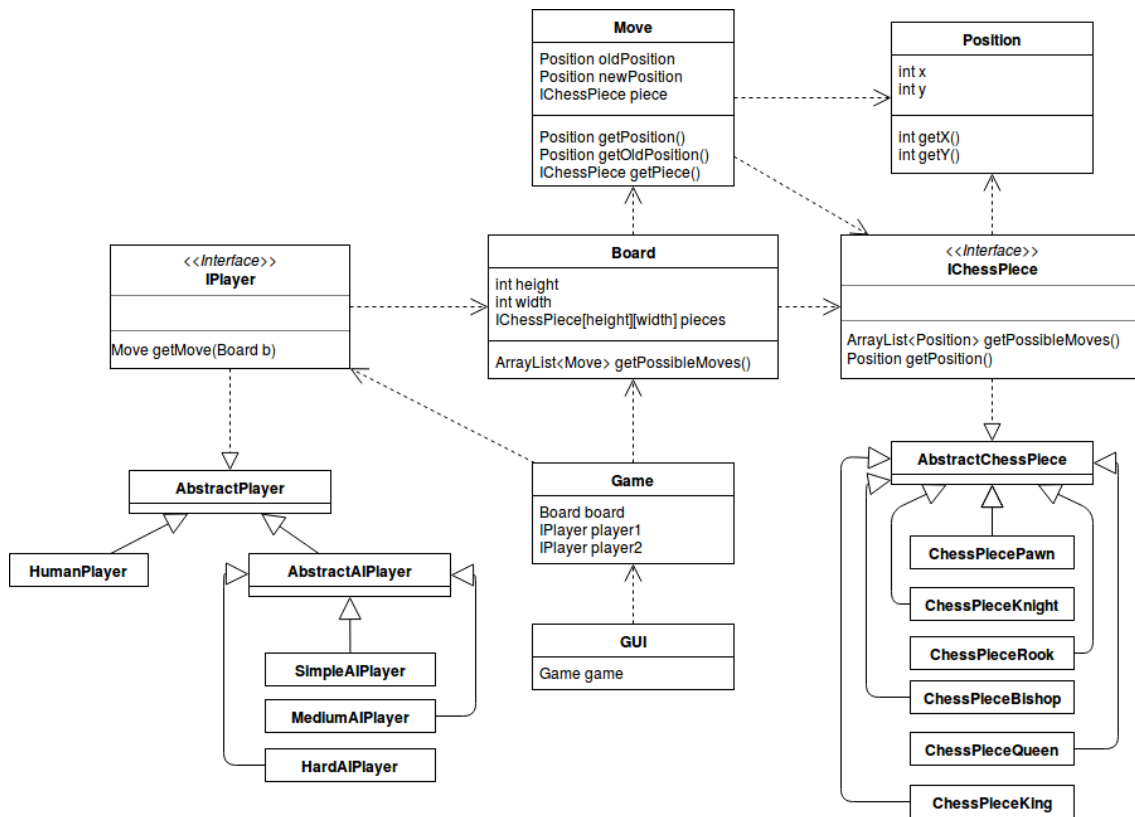 Move
Position oldPosition
Position newPosition
IChessPiece piece
Position getPosition()
Position getOldPosition()
IChessPiece getPiece()
Position
int x
int y
int getX()
int getY()
<<Interface>>
IPlayer
Move getMove(Board b)
Board
int height
int width
IChessPiece[height][width] pieces
ArrayList<Move> getPossibleMoves()
<<Interface>>
IChessPiece
ArrayList<Position> getPossibleMoves()
Position getPosition()
AbstractPlayer
HumanPlayer
AbstractAIPlayer
SimpleAIPlayer
MediumAIPlayer
HardAIPlayer
Game
Board board
IPlayer player1
IPlayer player2
GUI
Game game
AbstractChessPiece
ChessPiecePawn
ChessPieceKnight
ChessPieceRook
ChessPieceBishop
ChessPieceQueen
ChessPieceKing